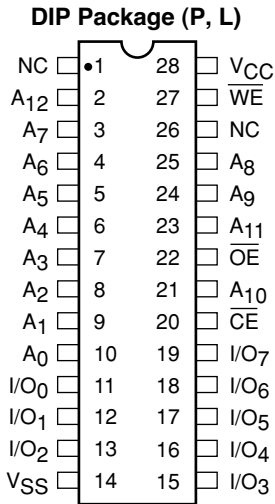 DIP Package (P, L)
NC 1 28 VCC
A12 2 27 WE
A7 3 26 NC
A6 4 25 A8
A5 5 24 A9
A4 6 23 A11
A3 7 22 OE
A2 8 21 A10
A1 9 20 CE
A0 10 19 I/O7
I/O0 11 18 I/O6
I/O1 12 17 I/O5
I/O2 13 16 I/O4
VSS 14 15 I/O3